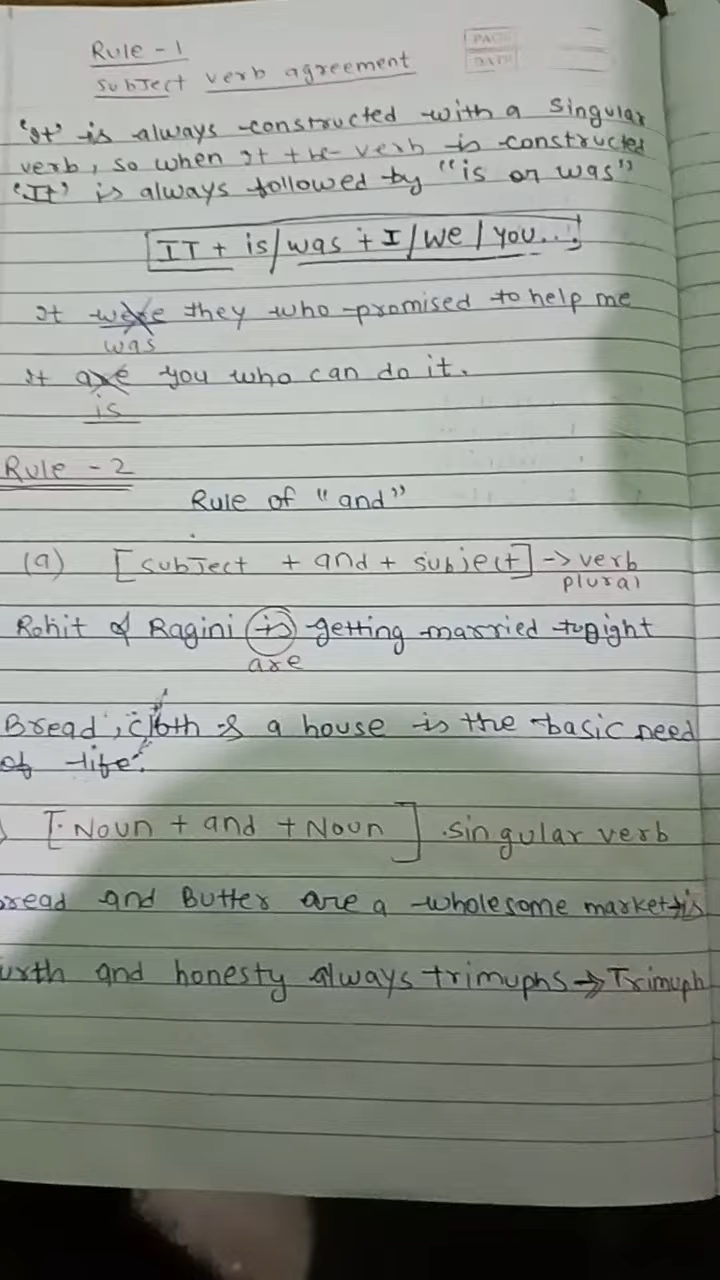 PAGE
DATE
Rule - 1
Subject verb agreement
'It' is always constructed with a singular
verb, so when It + be- verb is constructed
'It' is always followed by "is or was"
[IT + is/was + I/we/you...]
It were they who promised to help me
was
It are you who can do it.
is
Rule - 2
Rule of "and"
(a) [subject + and + subject] -> verb
plural
Rohit & Ragini is getting married tonight
are
Bread, cloth & a house is the basic need
of life.
) [Noun + and + Noun] singular verb
read and Butter are a wholesome market→is
urth and honesty always trimuphs → Trimuph